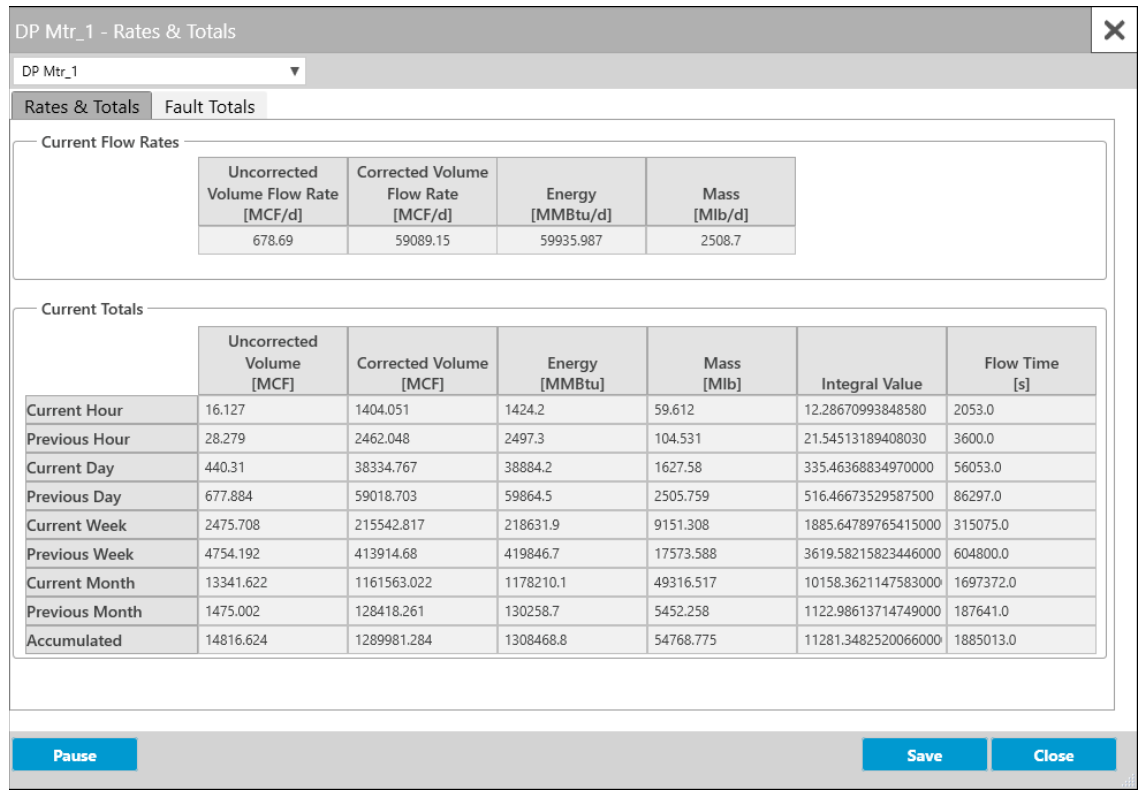 DP Mtr_1 - Rates & Totals
DP Mtr_1
Rates & Totals Fault Totals
Current Flow Rates
Uncorrected Volume Flow Rate [MCF/d] Corrected Volume Flow Rate [MCF/d] Energy [MMBtu/d] Mass [Mlb/d]
678.69 59089.15 59935.987 2508.7
Current Totals
Uncorrected Volume [MCF] Corrected Volume [MCF] Energy [MMBtu] Mass [Mlb] Integral Value Flow Time [s]
Current Hour 16.127 1404.051 1424.2 59.612 12.28670993848580 2053.0
Previous Hour 28.279 2462.048 2497.3 104.531 21.54513189408030 3600.0
Current Day 440.31 38334.767 38884.2 1627.58 335.46368834970000 56053.0
Previous Day 677.884 59018.703 59864.5 2505.759 516.46673529587500 86297.0
Current Week 2475.708 215542.817 218631.9 9151.308 1885.64789765415000 315075.0
Previous Week 4754.192 413914.68 419846.7 17573.588 3619.58215823446000 604800.0
Current Month 13341.622 1161563.022 1178210.1 49316.517 10158.3621147583000 1697372.0
Previous Month 1475.002 128418.261 130258.7 5452.258 1122.98613714749000 187641.0
Accumulated 14816.624 1289981.284 1308468.8 54768.775 11281.3482520066000 1885013.0
Pause Save Close